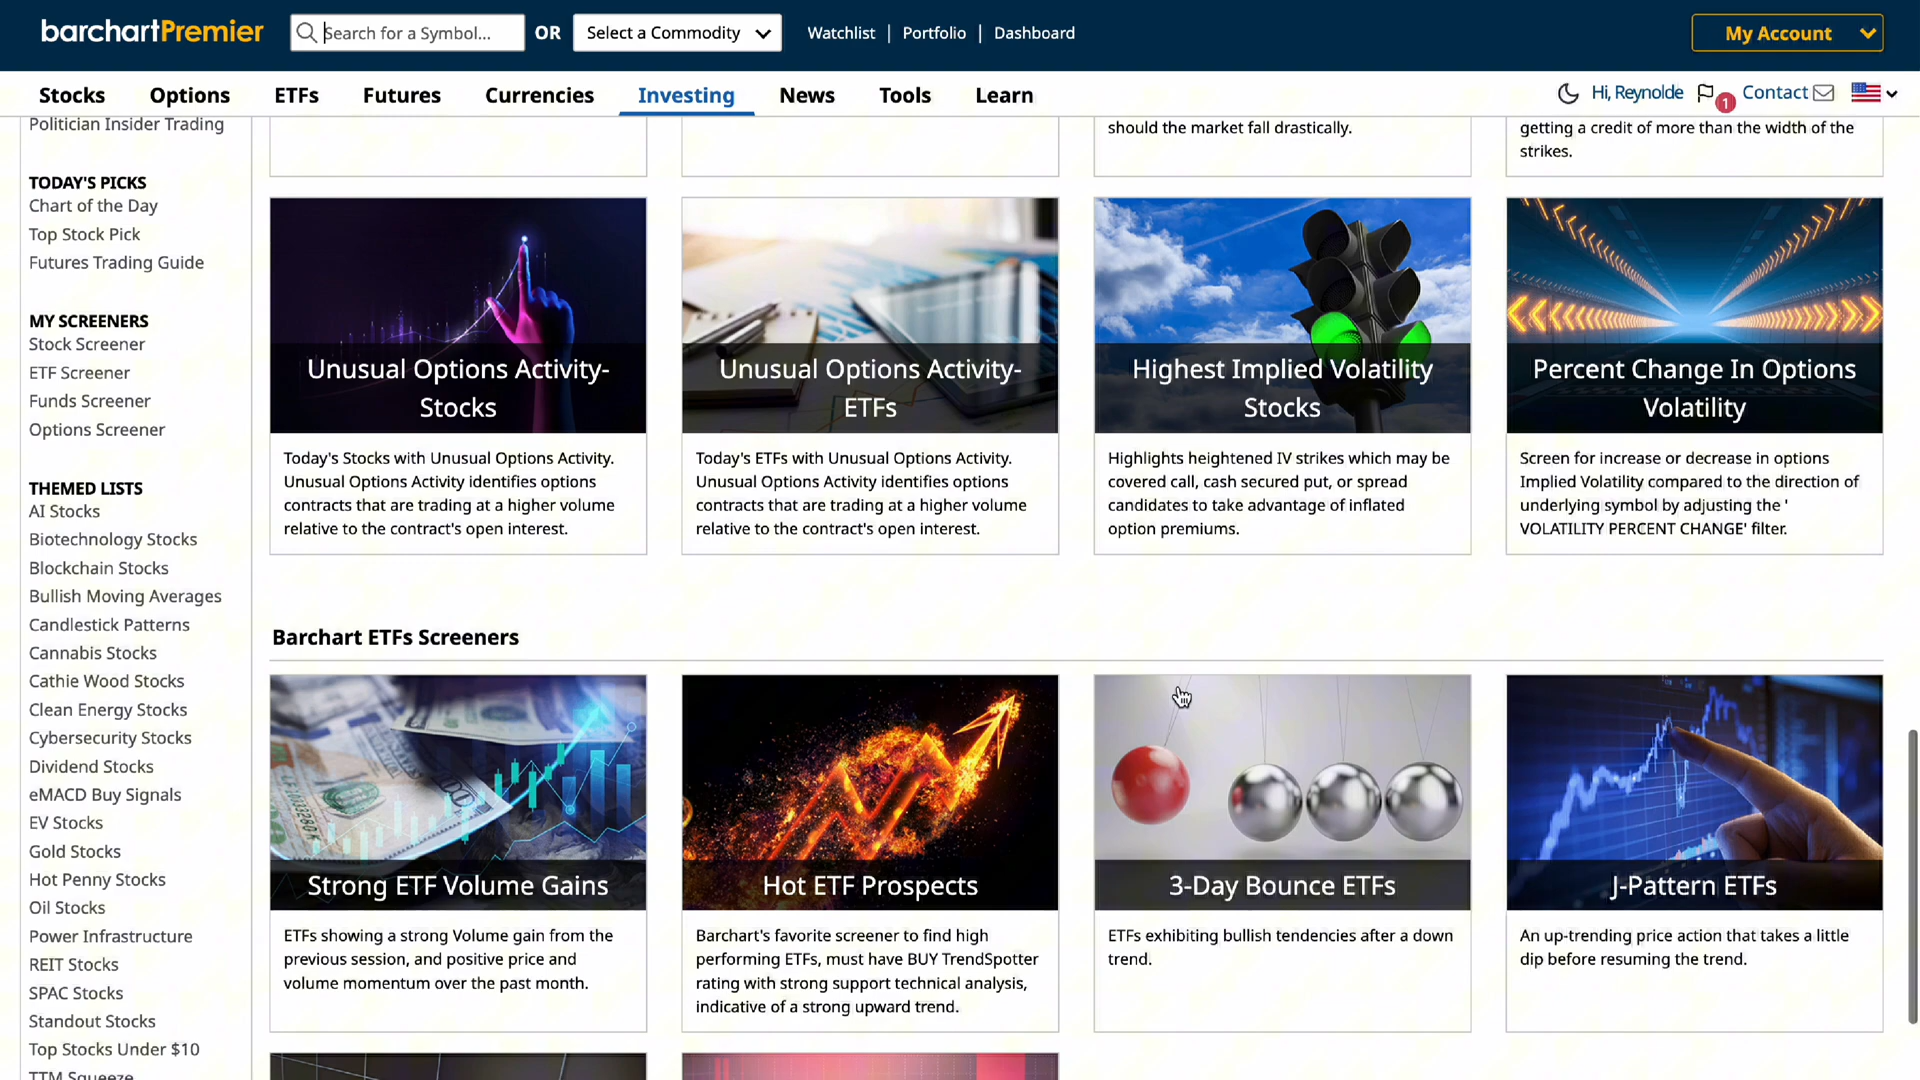 barchartPremier
Search for a Symbol...
OR
Select a Commodity
Watchlist | Portfolio | Dashboard
My Account
Stocks
Options
ETFs
Futures
Currencies
Investing
News
Tools
Learn
Hi, Reynolde
1
Contact
Politician Insider Trading
TODAY'S PICKS
Chart of the Day
Top Stock Pick
Futures Trading Guide
MY SCREENERS
Stock Screener
ETF Screener
Funds Screener
Options Screener
THEMED LISTS
AI Stocks
Biotechnology Stocks
Blockchain Stocks
Bullish Moving Averages
Candlestick Patterns
Cannabis Stocks
Cathie Wood Stocks
Clean Energy Stocks
Cybersecurity Stocks
Dividend Stocks
eMACD Buy Signals
EV Stocks
Gold Stocks
Hot Penny Stocks
Oil Stocks
Power Infrastructure
REIT Stocks
SPAC Stocks
Standout Stocks
Top Stocks Under $10
TTM Squeeze
should the market fall drastically.
getting a credit of more than the width of the
strikes.
Unusual Options Activity-
Stocks
Today's Stocks with Unusual Options Activity.
Unusual Options Activity identifies options
contracts that are trading at a higher volume
relative to the contract's open interest.
Unusual Options Activity-
ETFs
Today's ETFs with Unusual Options Activity.
Unusual Options Activity identifies options
contracts that are trading at a higher volume
relative to the contract's open interest.
Highest Implied Volatility
Stocks
Highlights heightened IV strikes which may be
covered call, cash secured put, or spread
candidates to take advantage of inflated
option premiums.
Percent Change In Options
Volatility
Screen for increase or decrease in options
Implied Volatility compared to the direction of
underlying symbol by adjusting the '
VOLATILITY PERCENT CHANGE' filter.
Barchart ETFs Screeners
Strong ETF Volume Gains
ETFs showing a strong Volume gain from the
previous session, and positive price and
volume momentum over the past month.
Hot ETF Prospects
Barchart's favorite screener to find high
performing ETFs, must have BUY TrendSpotter
rating with strong support technical analysis,
indicative of a strong upward trend.
3-Day Bounce ETFs
ETFs exhibiting bullish tendencies after a down
trend.
J-Pattern ETFs
An up-trending price action that takes a little
dip before resuming the trend.